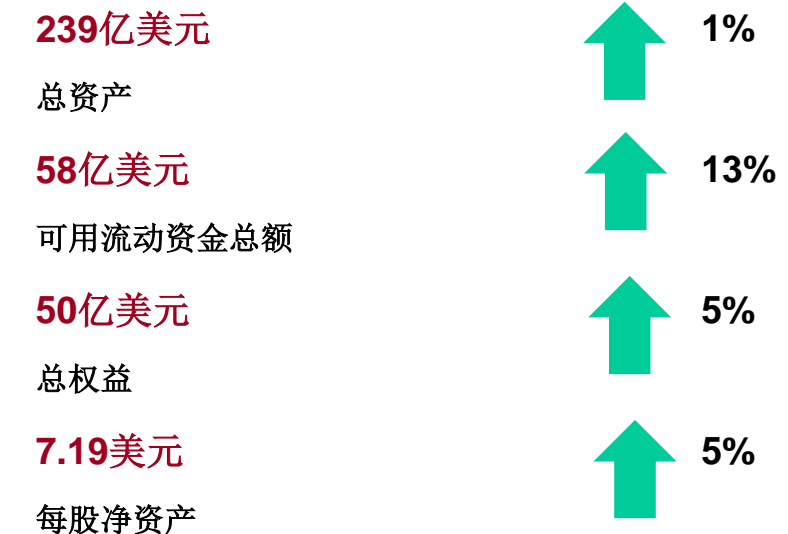 239亿美元 1%
总资产
58亿美元 13%
可用流动资金总额
50亿美元 5%
总权益
7.19美元 5%
每股净资产